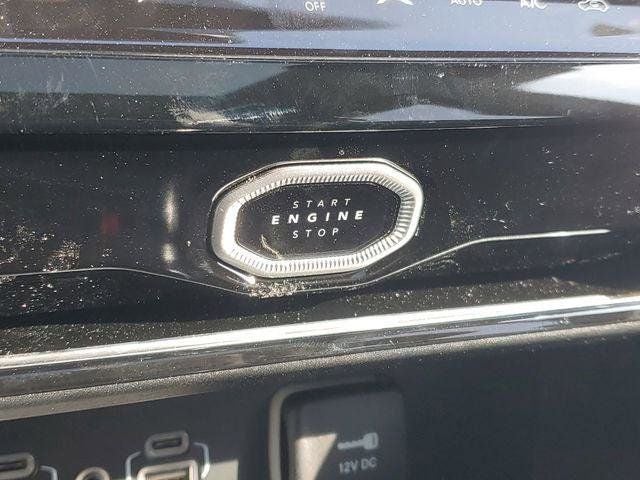 OFF AUTO A/C
START
ENGINE
STOP
12V DC